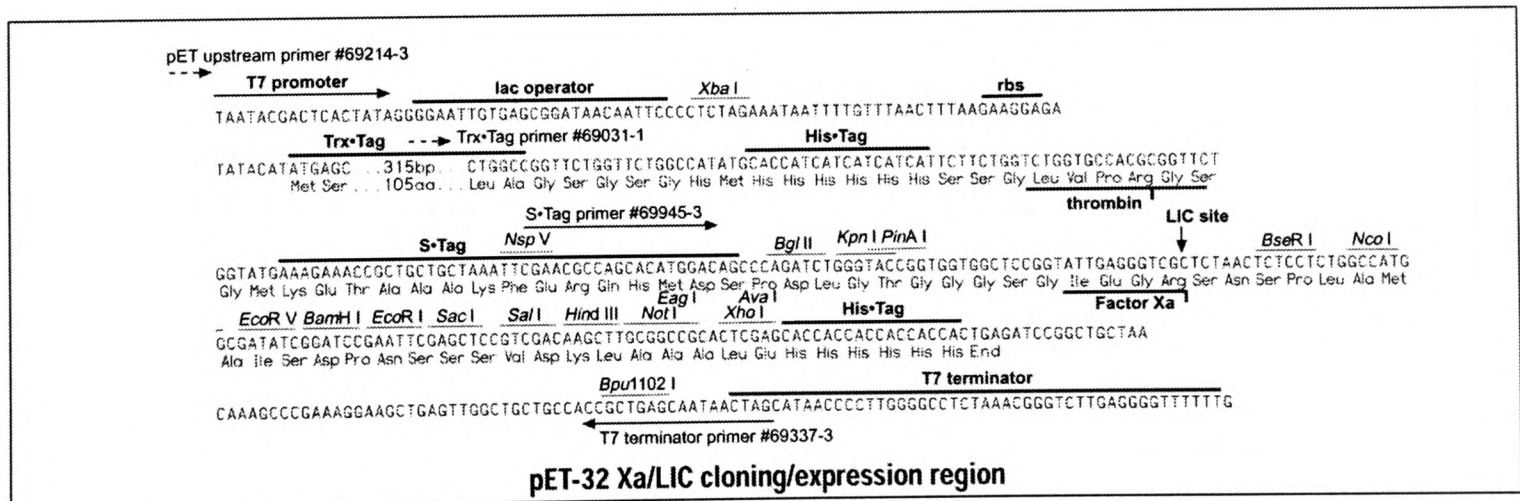 pET upstream primer #69214-3
T7 promoter lac operator Xba I rbs
TAATACGACTCACTATAGGGGAATTGTGAGCGGATAACAATTCCCCTCTAGAAATAATTTTGTTTAACTTTAAGAAGGAGA
Trx•Tag Trx•Tag primer #69031-1 His•Tag
TATACATATGAGC ...315bp... CTGGCCGGTTCTGGTTCTGGCCATATGCACCATCATCATCATCATTCTTCTGGTCTGGTGCCACGCGGTTCT
Met Ser ...105aa... Leu Ala Gly Ser Gly Ser Gly His Met His His His His His His Ser Ser Gly Leu Val Pro Arg Gly Ser
thrombin
S•Tag primer #69945-3 LIC site
S•Tag Nsp V Bgl II Kpn I PinA I BseR I Nco I
GGTATGAAAGAAACCGCTGCTGCTAAATTCGAACGCCAGCACATGGACAGCCCAGATCTGGGTACCGGTGGTGGCTCCGGTATTGAGGGTCGCTCTAACTCTCCTCTGGCCATG
Gly Met Lys Glu Thr Ala Ala Ala Lys Phe Glu Arg Gln His Met Asp Ser Pro Asp Leu Gly Thr Gly Gly Gly Ser Gly Ile Glu Gly Arg Ser Asn Ser Pro Leu Ala Met
Factor Xa
Eag I Ava I
EcoR V BamH I EcoR I Sac I Sal I Hind III Not I Xho I His•Tag
GCGATATCGGATCCGAATTCGAGCTCCGTCGACAAGCTTGCGGCCGCACTCGAGCACCACCACCACCACCACTGAGATCCGGCTGCTAA
Ala Ile Ser Asp Pro Asn Ser Ser Ser Val Asp Lys Leu Ala Ala Ala Leu Glu His His His His His His End
Bpu1102 I T7 terminator
CAAAGCCCGAAAGGAAGCTGAGTTGGCTGCTGCCACCGCTGAGCAATAACTAGCATAACCCCTTGGGGCCTCTAAACGGGTCTTGAGGGGTTTTTTG
T7 terminator primer #69337-3
pET-32 Xa/LIC cloning/expression region